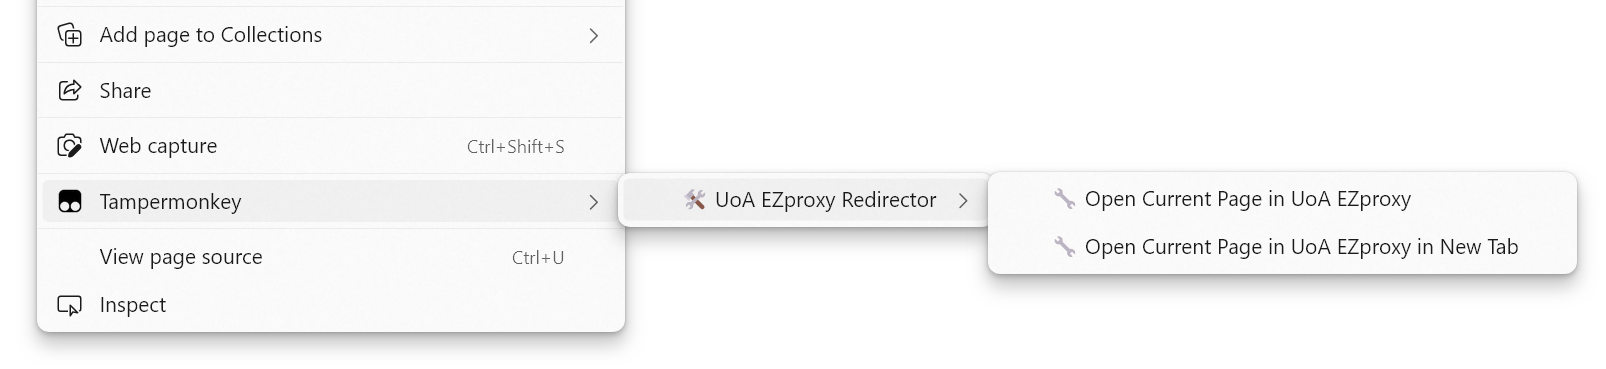 Add page to Collections
Share
Web capture Ctrl+Shift+S
Tampermonkey
UoA EZproxy Redirector
Open Current Page in UoA EZproxy
Open Current Page in UoA EZproxy in New Tab
View page source Ctrl+U
Inspect